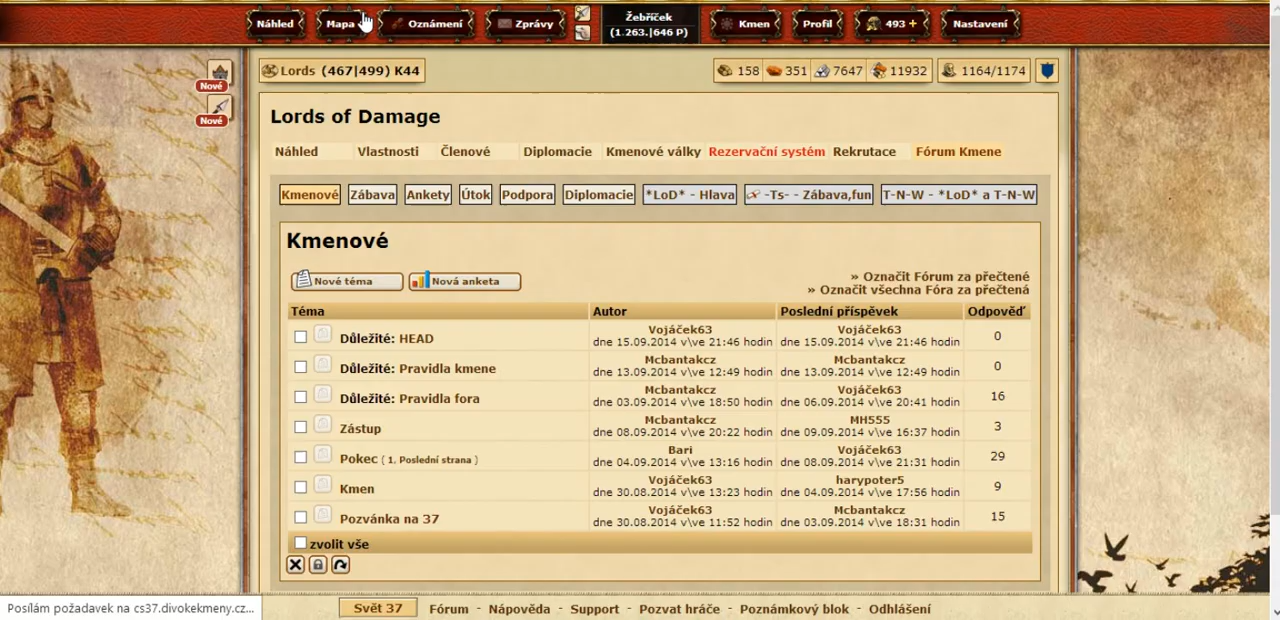 Náhled Mapa Oznámení Zprávy Žebříček Kmen Profil 493 + Nastavení
(1.263.|646 P)
Lords (467|499) K44 158 351 7647 11932 1164/1174
Nové
Nové
Lords of Damage
Náhled Vlastnosti Členové Diplomacie Kmenové války Rezervační systém Rekrutace Fórum Kmene
Kmenové Zábava Ankety Útok Podpora Diplomacie *LoD* - Hlava -Ts- - Zábava,fun T-N-W - *LoD* a T-N-W
Kmenové
Nové téma Nová anketa » Označit Fórum za přečtené
» Označit všechna Fóra za přečtená
Téma Autor Poslední příspěvek Odpověď
Důležité: HEAD Vojáček63 Vojáček63 0
dne 15.09.2014 v\ve 21:46 hodin dne 15.09.2014 v\ve 21:46 hodin
Důležité: Pravidla kmene Mcbantakcz Mcbantakcz 0
dne 13.09.2014 v\ve 12:49 hodin dne 13.09.2014 v\ve 12:49 hodin
Důležité: Pravidla fora Mcbantakcz Vojáček63 16
dne 03.09.2014 v\ve 18:50 hodin dne 06.09.2014 v\ve 20:41 hodin
Zástup Mcbantakcz MH555 3
dne 08.09.2014 v\ve 20:22 hodin dne 09.09.2014 v\ve 16:37 hodin
Pokec ( 1. Poslední strana ) Bari Vojáček63 29
dne 04.09.2014 v\ve 13:16 hodin dne 08.09.2014 v\ve 21:31 hodin
Kmen Vojáček63 harypoter5 9
dne 30.08.2014 v\ve 13:23 hodin dne 04.09.2014 v\ve 17:56 hodin
Pozvánka na 37 Vojáček63 Mcbantakcz 15
dne 30.08.2014 v\ve 11:52 hodin dne 03.09.2014 v\ve 18:31 hodin
zvolit vše
Posílám požadavek na cs37.divokekmeny.cz... Svět 37 Fórum - Nápověda - Support - Pozvat hráče - Poznámkový blok - Odhlášení